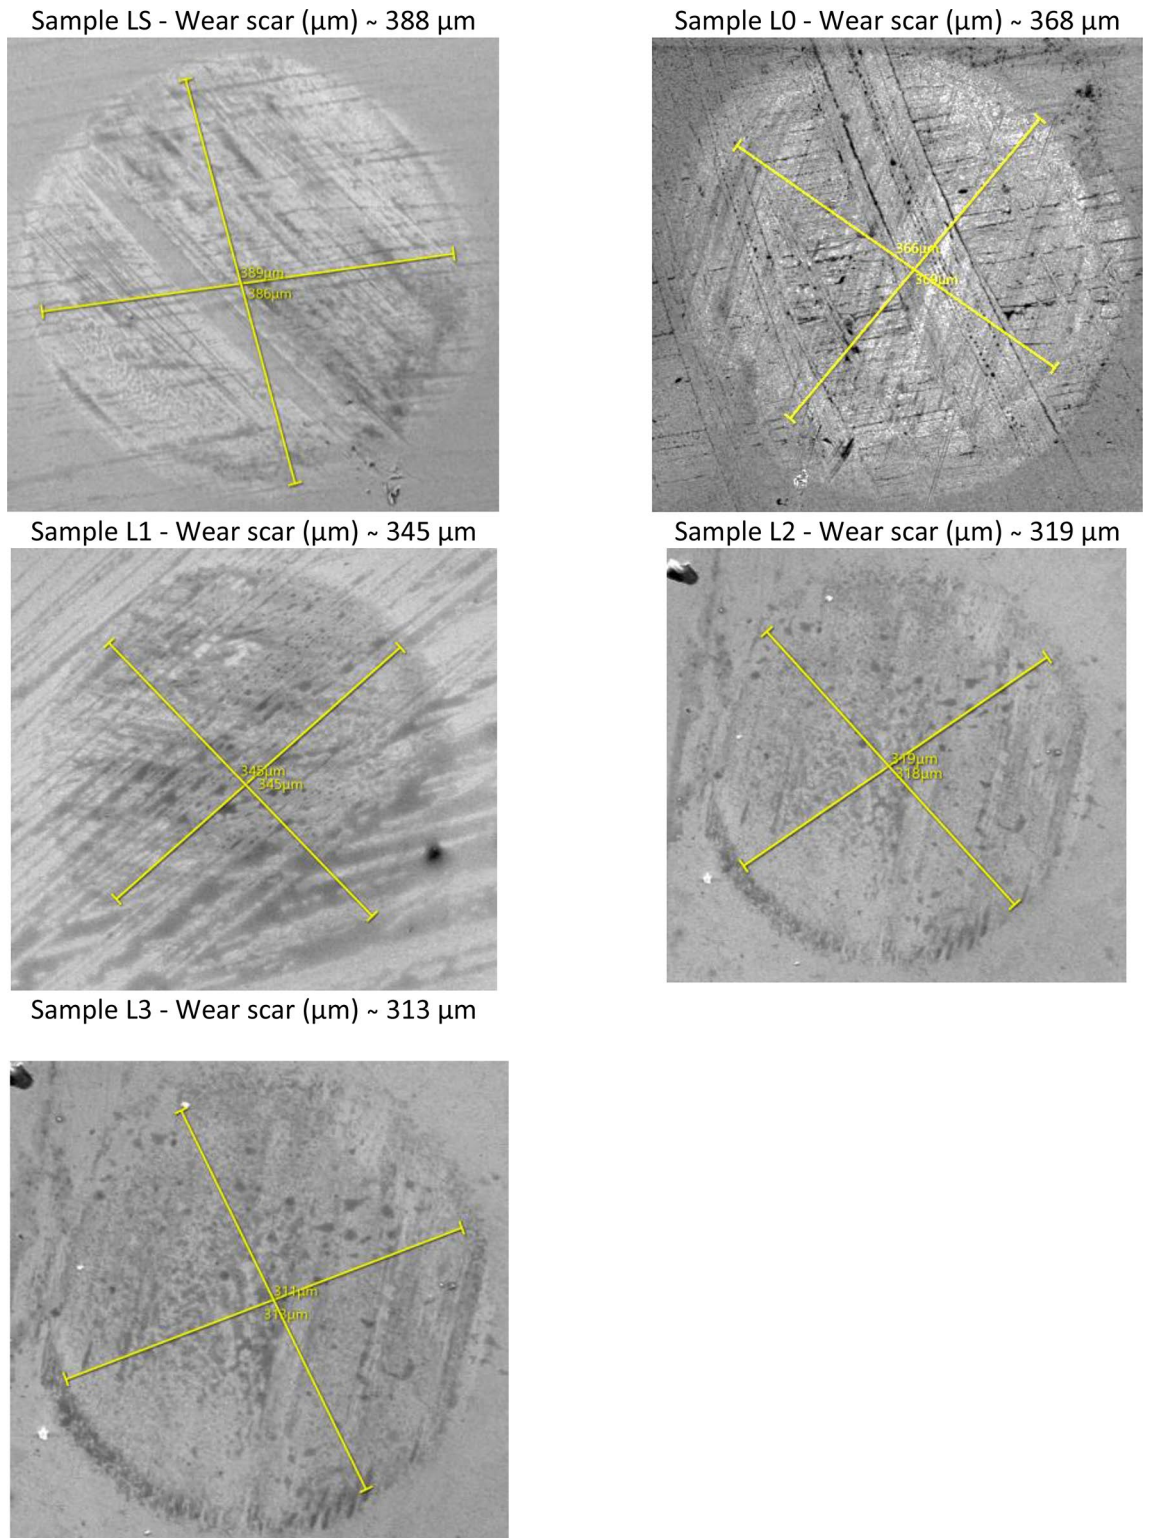 Sample LS - Wear scar (µm) ~ 388 µm
Sample L0 - Wear scar (µm) ~ 368 µm
389µm
386µm
366µm
369µm
Sample L1 - Wear scar (µm) ~ 345 µm
Sample L2 - Wear scar (µm) ~ 319 µm
345µm
345µm
319µm
318µm
Sample L3 - Wear scar (µm) ~ 313 µm
311µm
313µm